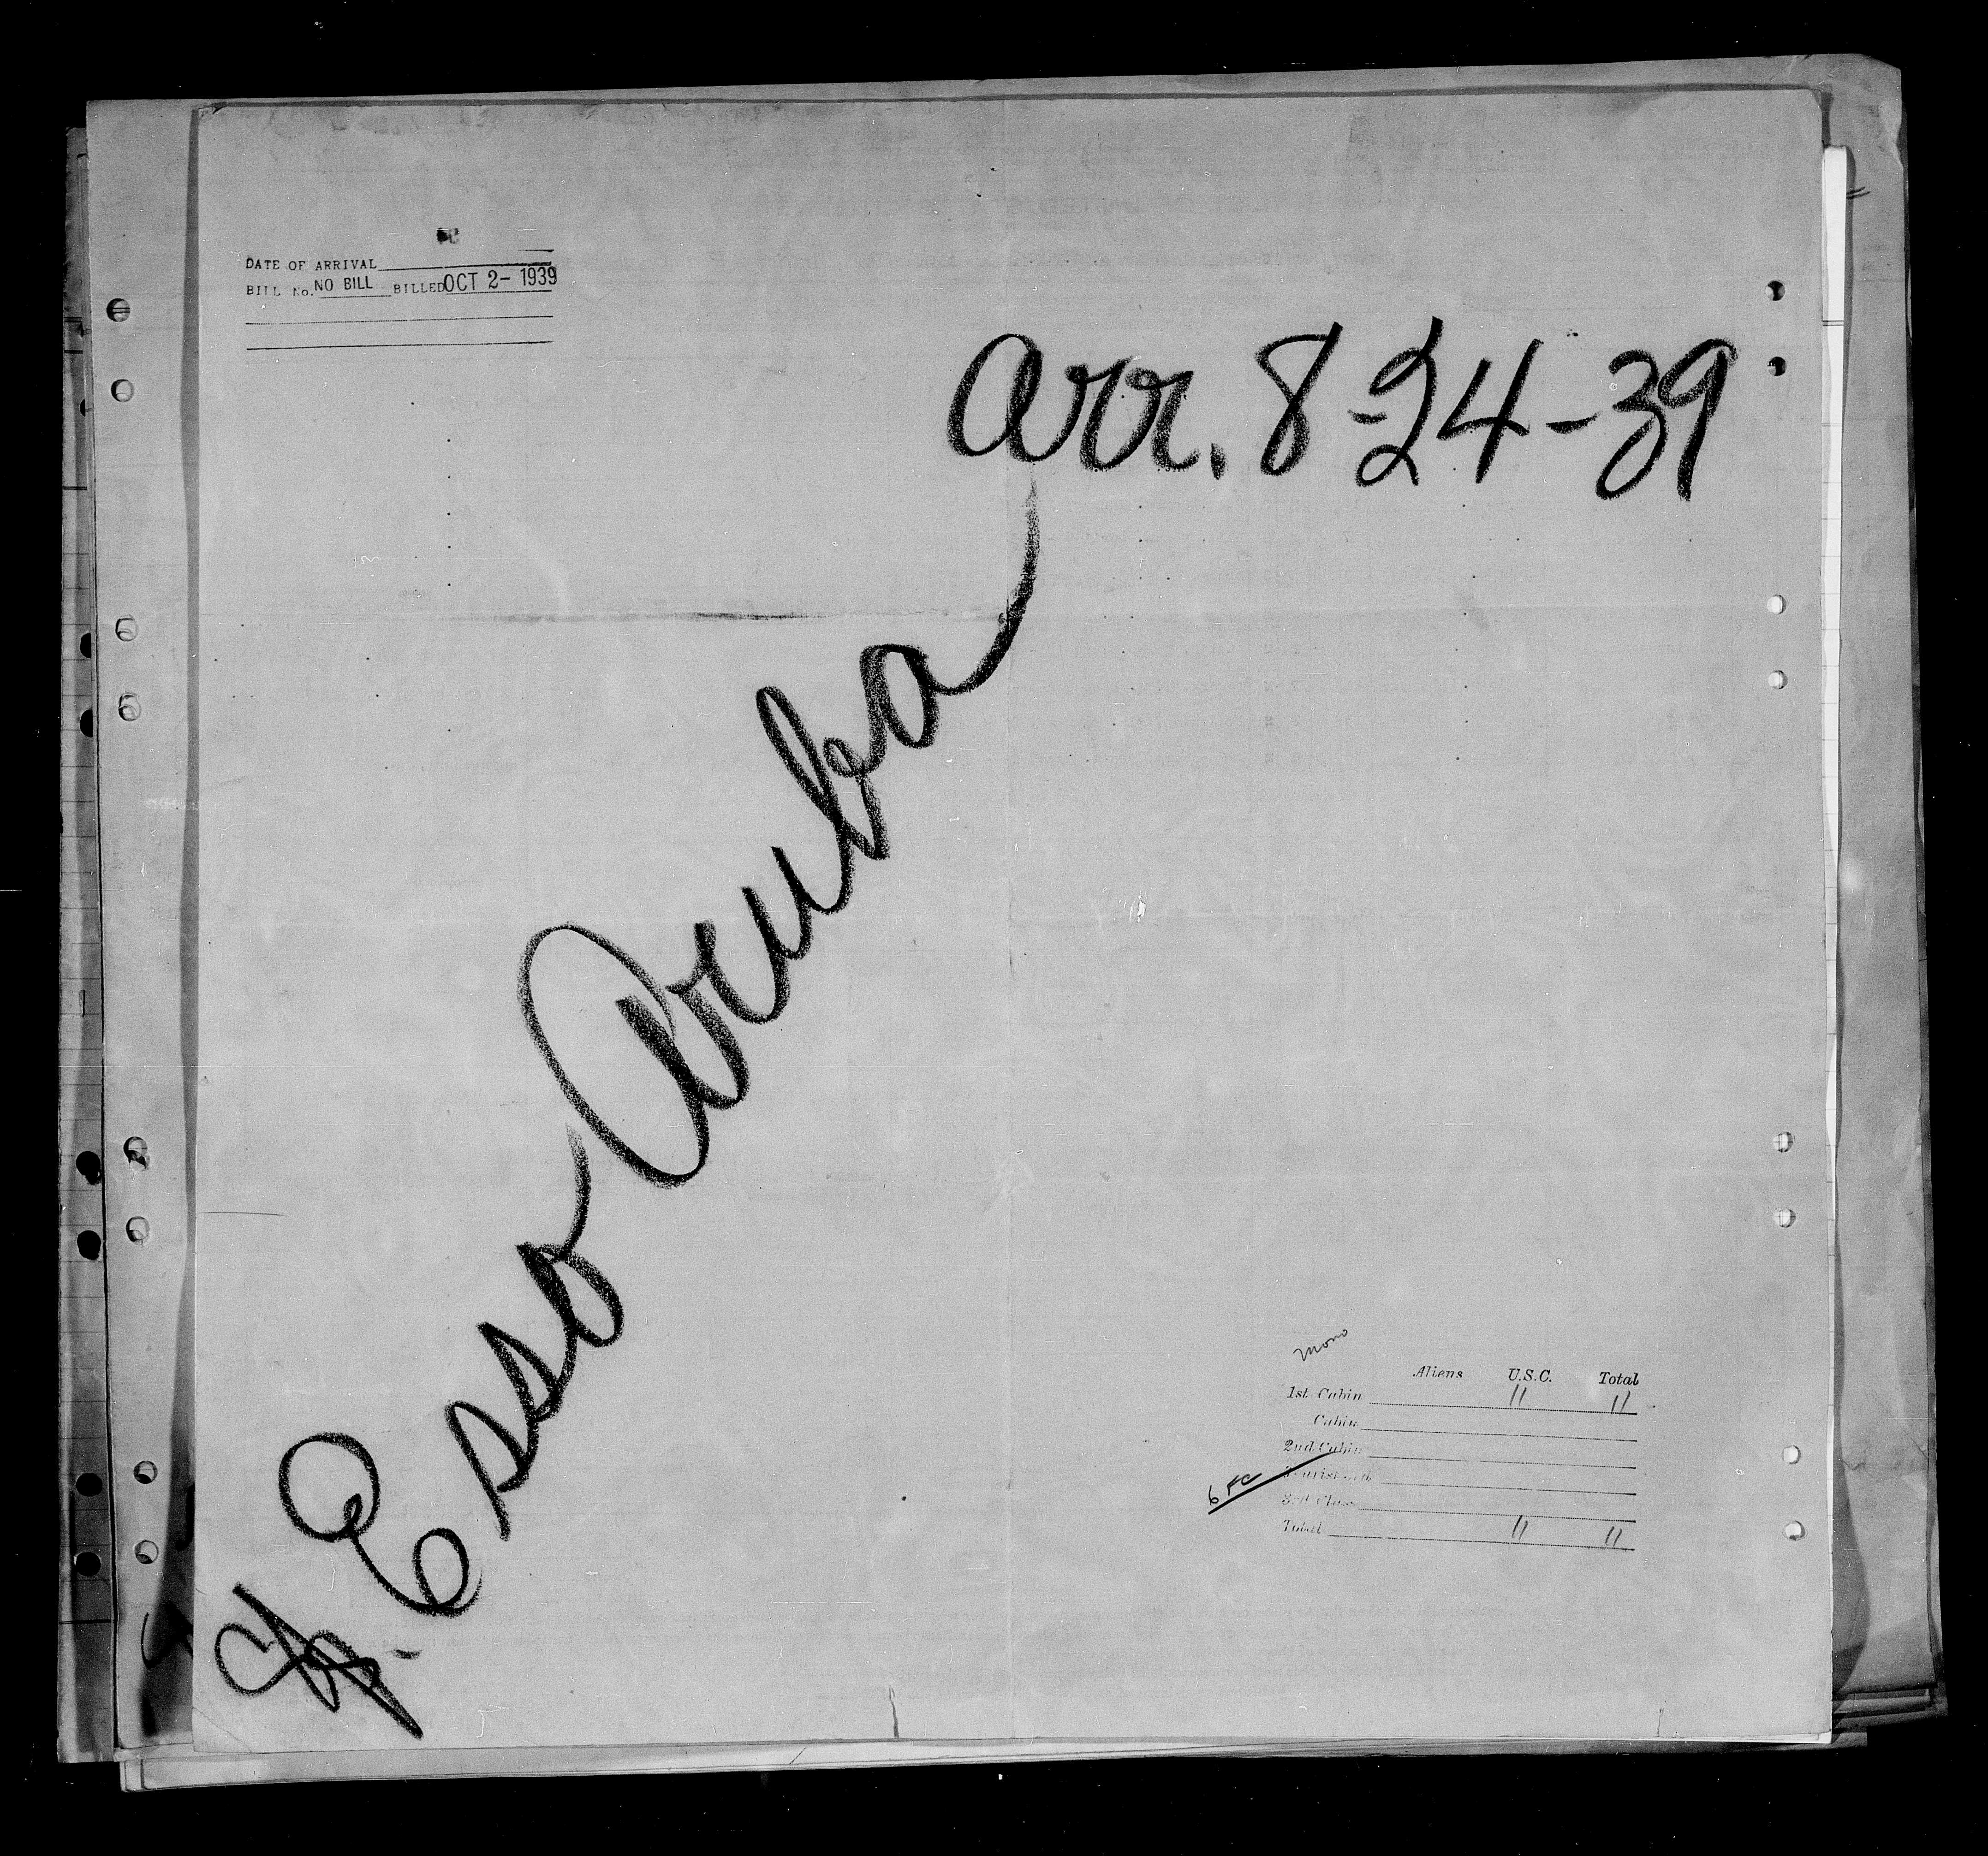 DATE OF ARRIVAL
BILL No. NO BILL BILLED OCT 2- 1939
arr. 8-24-39
Esso Aruba
mono
Aliens U.S.C. Total
1st Cabin 11 11
Cabin
2nd Cabin
3rd Class
Total 11 11